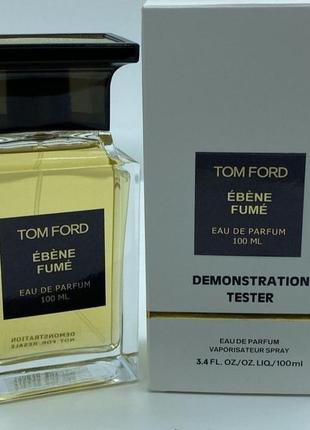 TOM FORD
ÉBÈNE
FUMÉ
EAU DE PARFUM
100 ML
DEMONSTRATION
NOT FOR RESALE
TOM FORD
ÉBÈNE
FUMÉ
EAU DE PARFUM
100 ML
DEMONSTRATION
TESTER
EAU DE PARFUM
VAPORISATEUR SPRAY
3.4 FL. OZ./OZ. LIQ./100ml